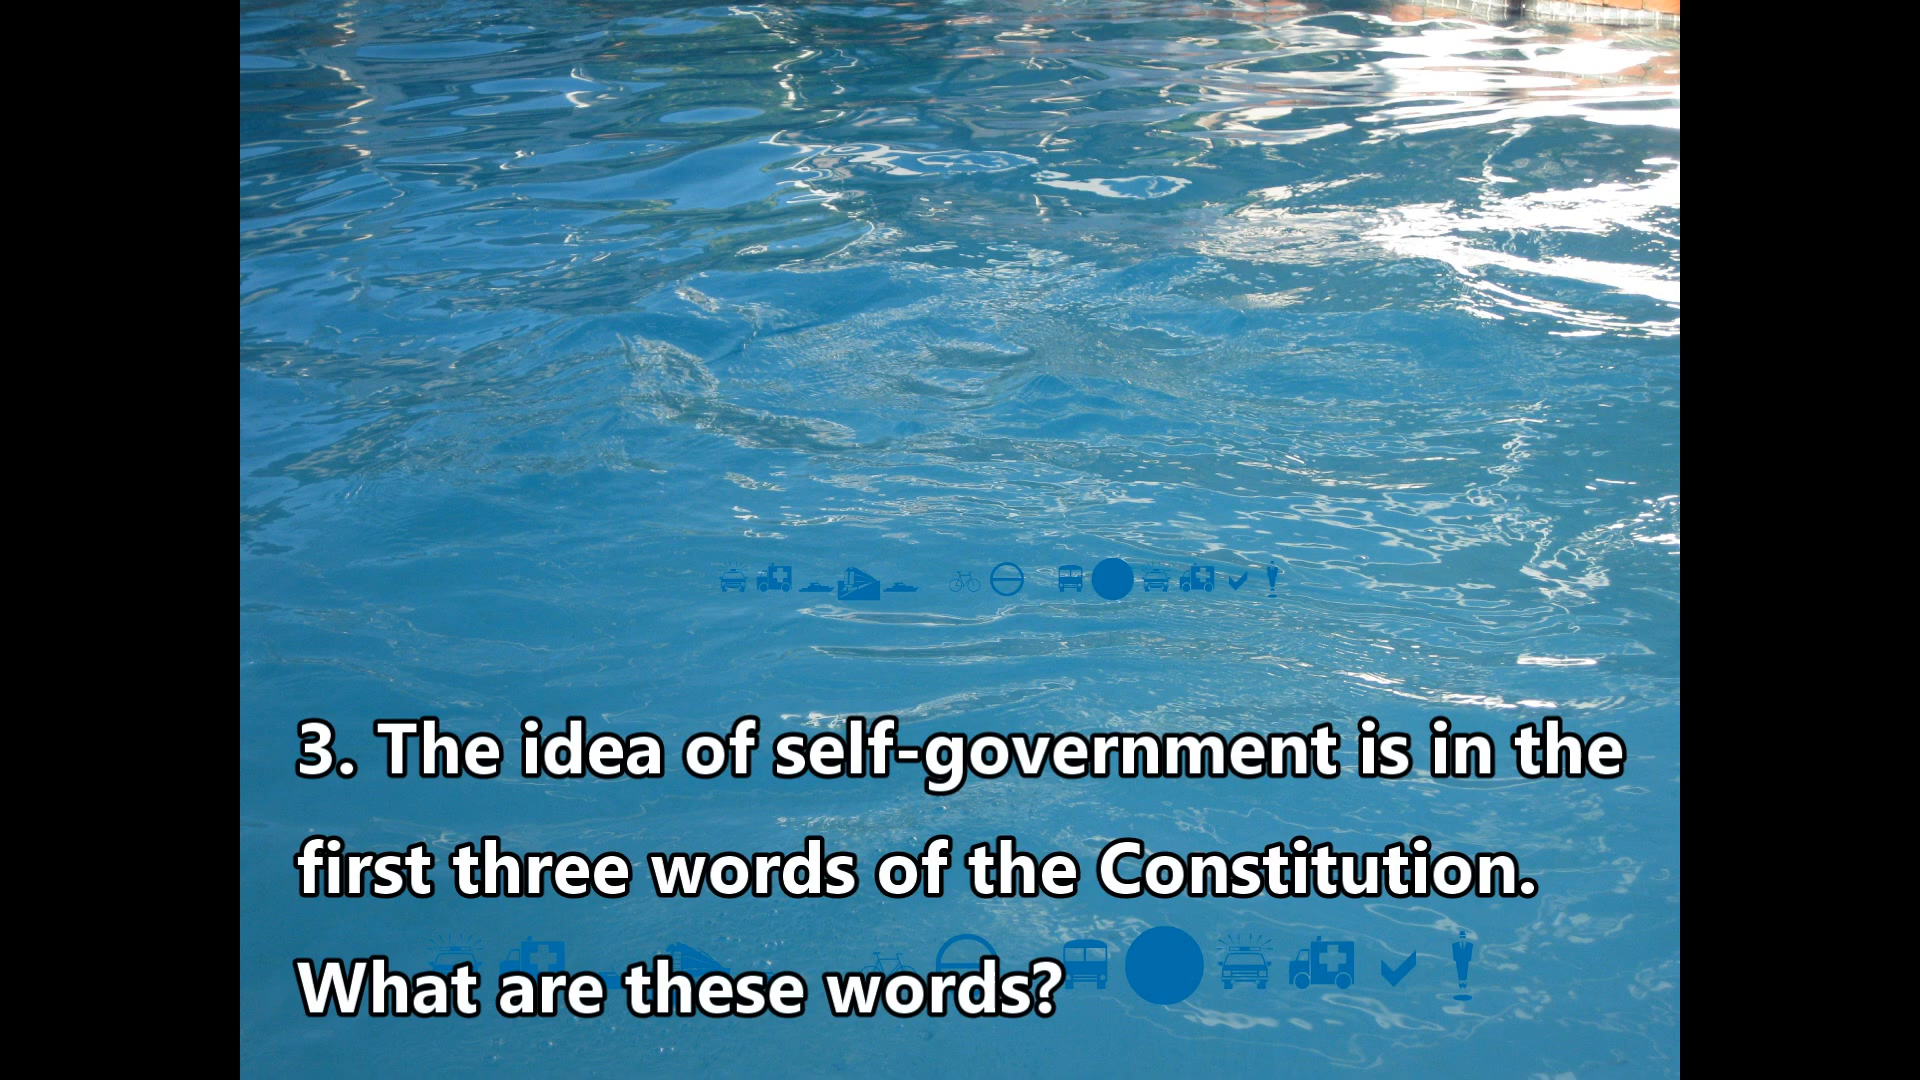 3. The idea of self-government is in the
first three words of the Constitution.
What are these words?